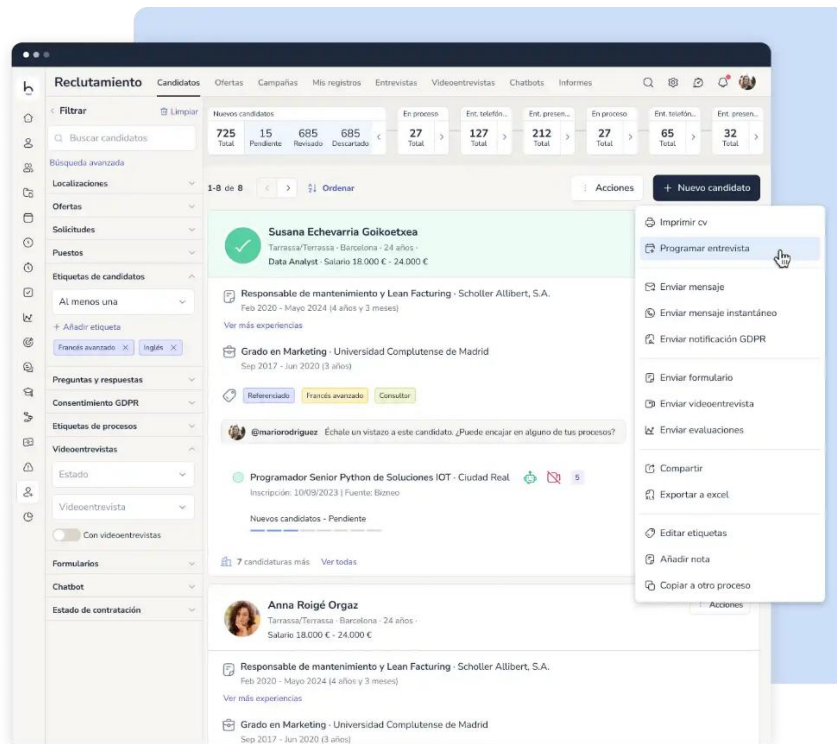 Reclutamiento
Candidatos Ofertas Campañas Mis registros Entrevistas Videoentrevistas Chatbots Informes
Filtrar
Limpiar
Buscar candidatos
Búsqueda avanzada
Localizaciones
Ofertas
Solicitudes
Puestos
Etiquetas de candidatos
Al menos una
+ Añadir etiqueta
Francés avanzado X Inglés X
Preguntas y respuestas
Consentimiento GDPR
Etiquetas de procesos
Videoentrevistas
Estado
Videoentrevista
Con videoentrevistas
Formularios
Chatbot
Estado de contratación
Nuevos candidatos
725 15 685 685
Total Pendiente Revisado Descartado
En proceso
27
Total
Ent. telefón...
127
Total
Ent. presen...
212
Total
En proceso
27
Total
Ent. telefón...
65
Total
Ent. presen...
32
Total
1-8 de 8
Ordenar
Acciones
+ Nuevo candidato
Susana Echevarria Goikoetxea
Tarrassa/Terrassa · Barcelona · 24 años ·
Data Analyst · Salario 18.000 € - 24.000 €
Responsable de mantenimiento y Lean Facturing · Scholler Allibert, S.A.
Feb 2020 - Mayo 2024 (4 años y 3 meses)
Ver más experiencias
Grado en Marketing · Universidad Complutense de Madrid
Sep 2017 - Jun 2020 (3 años)
Referenciado Francés avanzado Consultor
@mariorodriguez Échale un vistazo a este candidato. ¿Puede encajar en alguno de tus procesos?
Programador Senior Python de Soluciones IOT · Ciudad Real
5
Inscripción: 10/09/2023 | Fuente: Bizneo
Nuevos candidatos - Pendiente
7 candidaturas más Ver todas
Anna Roigé Orgaz
Tarrassa/Terrassa · Barcelona · 24 años ·
Salario 18.000 € - 24.000 €
Acciones
Responsable de mantenimiento y Lean Facturing · Scholler Allibert, S.A.
Feb 2020 - Mayo 2024 (4 años y 3 meses)
Ver más experiencias
Grado en Marketing · Universidad Complutense de Madrid
Sep 2017 - Jun 2020 (3 años)
Imprimir cv
Programar entrevista
Enviar mensaje
Enviar mensaje instantáneo
Enviar notificación GDPR
Enviar formulario
Enviar videoentrevista
Enviar evaluaciones
Compartir
Exportar a excel
Editar etiquetas
Añadir nota
Copiar a otro proceso